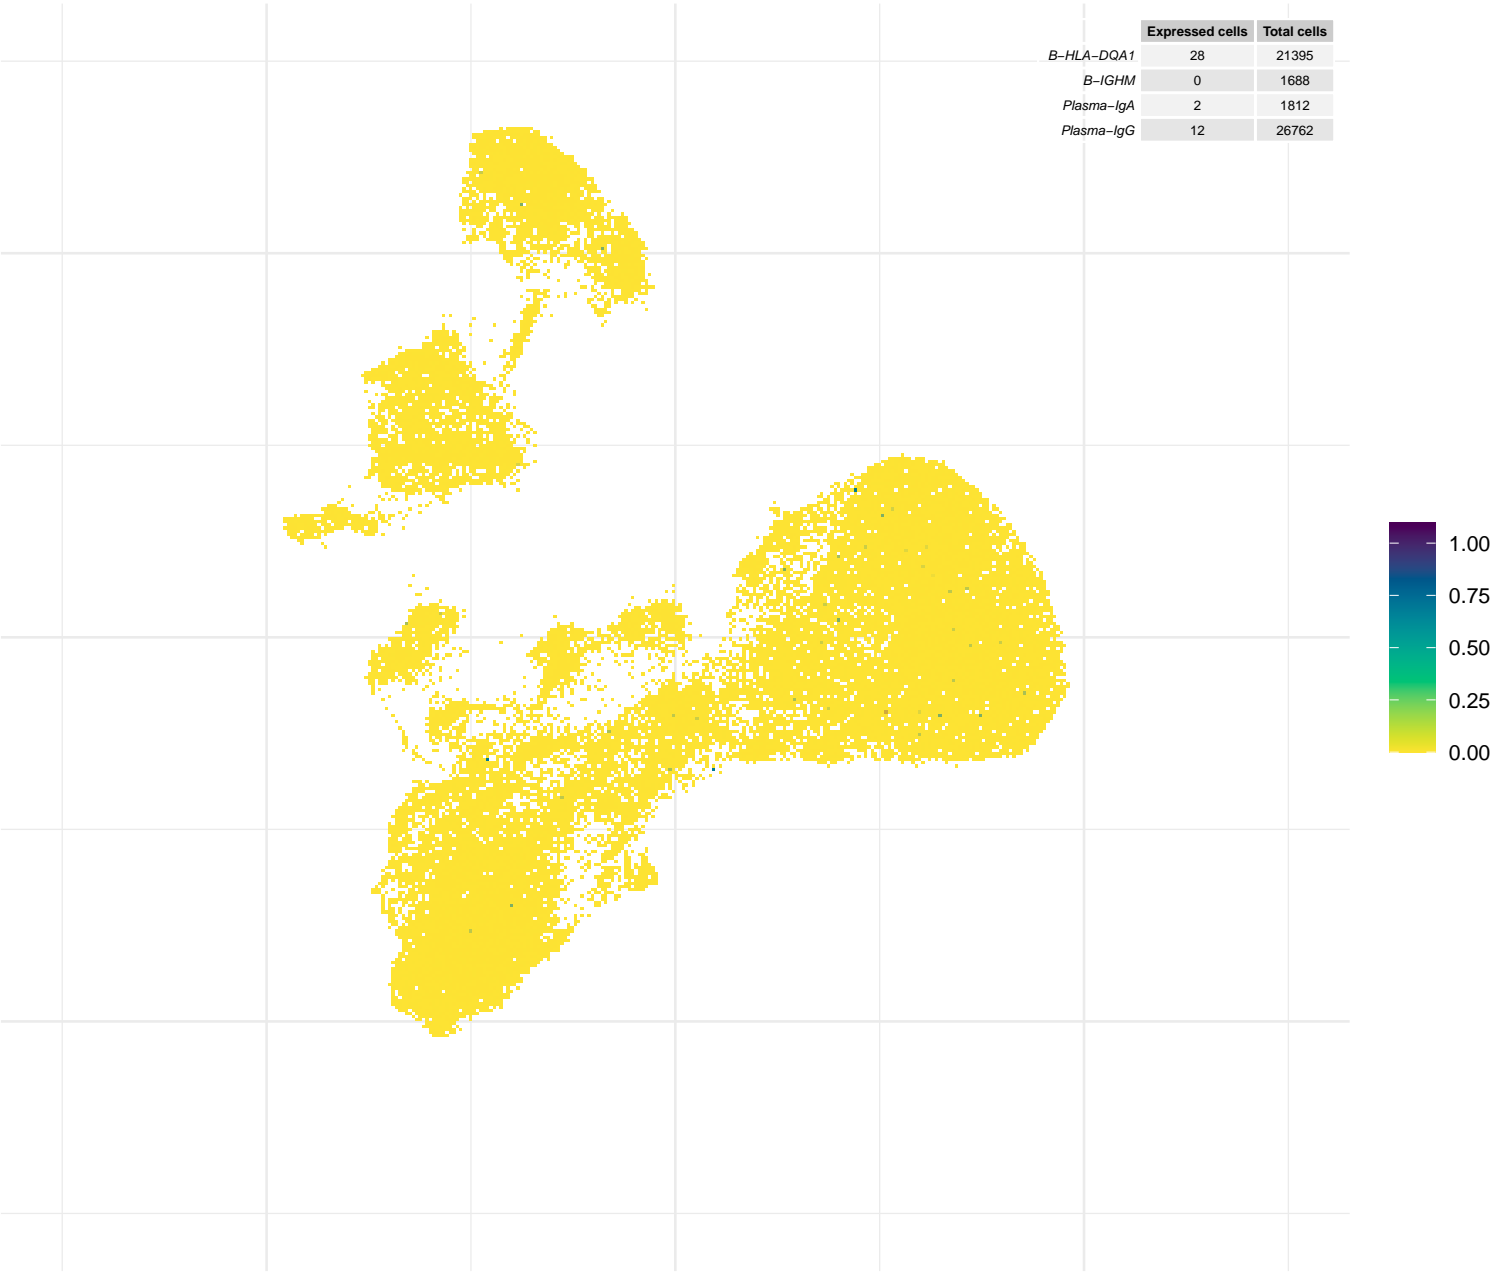 Expressed cells Total cells
B−HLA−DQA1 28 21395
B−IGHM 0 1688
Plasma−IgA 2 1812
Plasma−IgG 12 26762
1.00
0.75
0.50
0.25
0.00